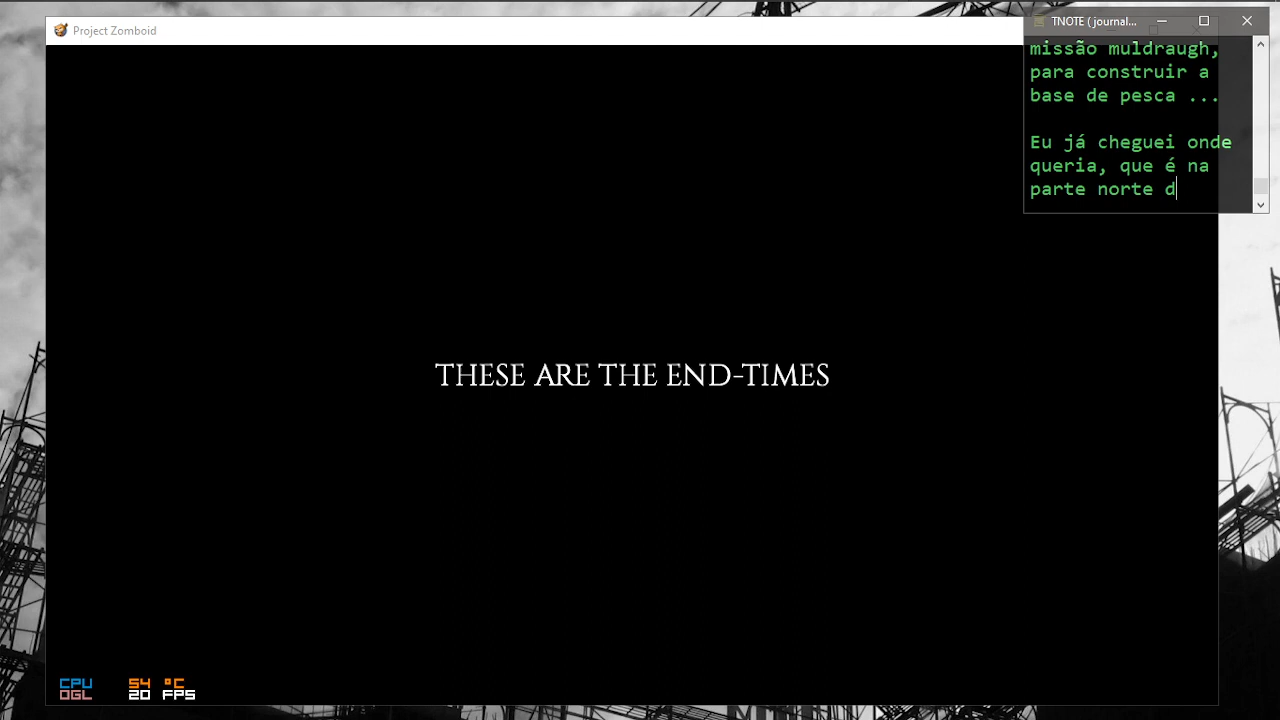 Project Zomboid
TNOTE ( journal...
missão muldraugh,
para construir a
base de pesca ...
Eu já cheguei onde
queria, que é na
parte norte d
THESE ARE THE END-TIMES
CPU 54 °C
OGL 20 FPS